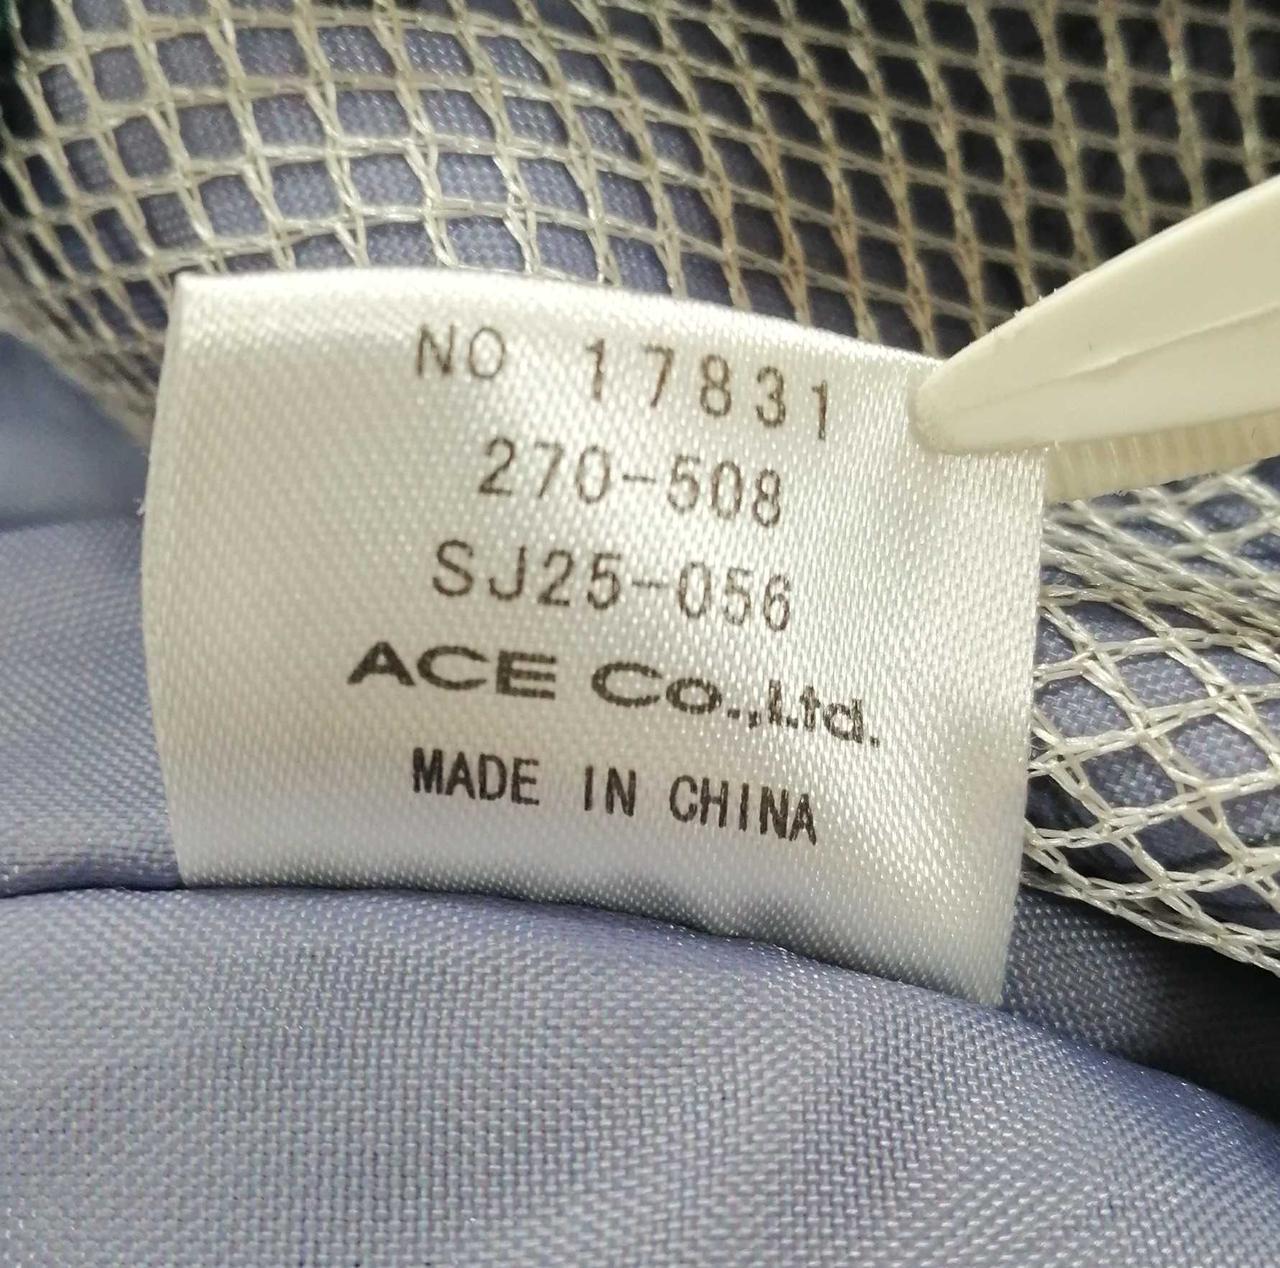 NO 17831
270-508
SJ25-056
ACE Co.,Ltd.
MADE IN CHINA